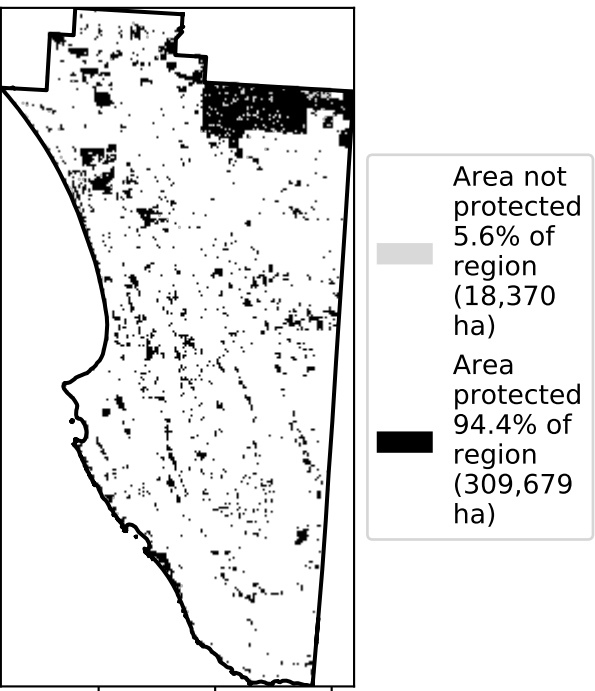 Area not
protected
5.6% of
region
(18,370
ha)
Area
protected
94.4% of
region
(309,679
ha)